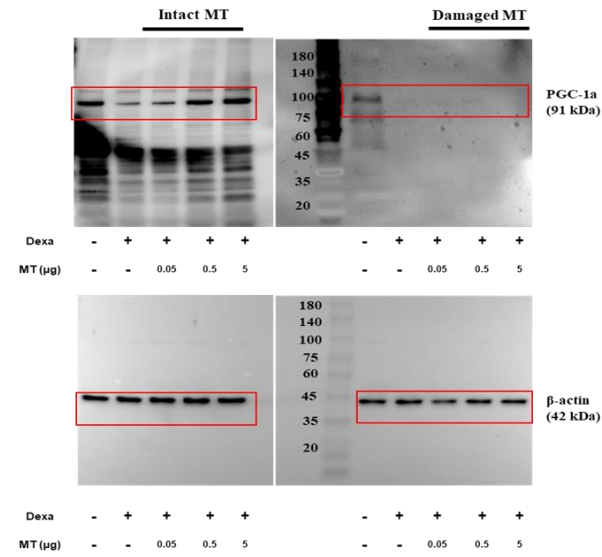 Intact MT
Damaged MT
180
140
100
75
60
45
35
20
PGC-1a
(91 kDa)
Dexa - + + + + - + + + +
MT (µg) - - 0.05 0.5 5 - - 0.05 0.5 5
180
140
100
75
60
45
35
20
β-actin
(42 kDa)
Dexa - + + + + - + + + +
MT (µg) - - 0.05 0.5 5 - - 0.05 0.5 5